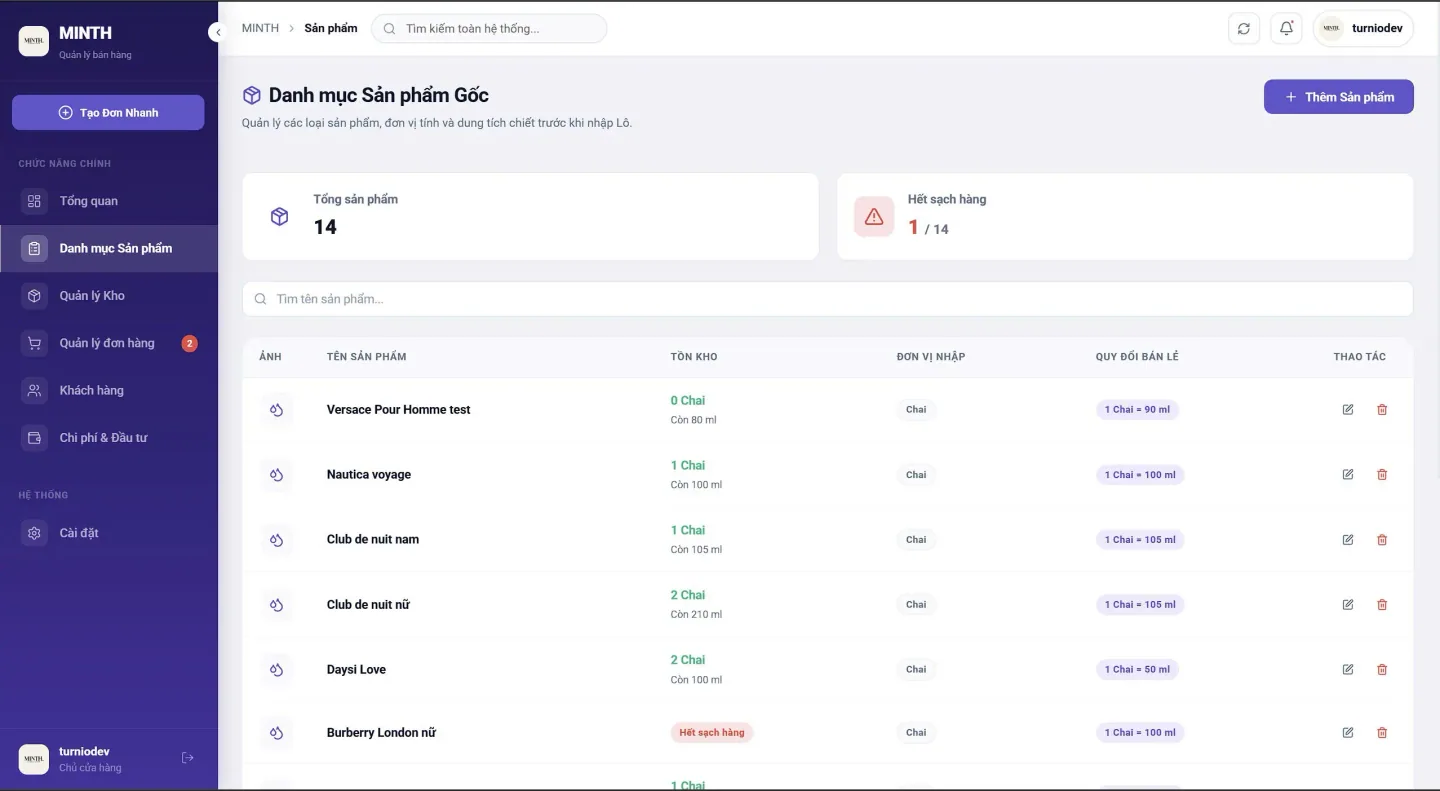 MINTH
Quản lý bán hàng
Tạo Đơn Nhanh
CHỨC NĂNG CHÍNH
Tổng quan
Danh mục Sản phẩm
Quản lý Kho
Quản lý đơn hàng 2
Khách hàng
Chi phí & Đầu tư
HỆ THỐNG
Cài đặt
MINTH.
turniodev
Chủ cửa hàng
MINTH > Sản phẩm
Tìm kiếm toàn hệ thống...
MINTH.
turniodev
Danh mục Sản phẩm Gốc
Quản lý các loại sản phẩm, đơn vị tính và dung tích chiết trước khi nhập Lô.
+ Thêm Sản phẩm
Tổng sản phẩm
14
Hết sạch hàng
1 / 14
Tìm tên sản phẩm...
ẢNH TÊN SẢN PHẨM TỒN KHO ĐƠN VỊ NHẬP QUY ĐỔI BÁN LẺ THAO TÁC
Versace Pour Homme test 0 Chai Còn 80 ml Chai 1 Chai = 90 ml
Nautica voyage 1 Chai Còn 100 ml Chai 1 Chai = 100 ml
Club de nuit nam 1 Chai Còn 105 ml Chai 1 Chai = 105 ml
Club de nuit nữ 2 Chai Còn 210 ml Chai 1 Chai = 105 ml
Daysi Love 2 Chai Còn 100 ml Chai 1 Chai = 50 ml
Burberry London nữ Hết sạch hàng Chai 1 Chai = 100 ml
1 Chai